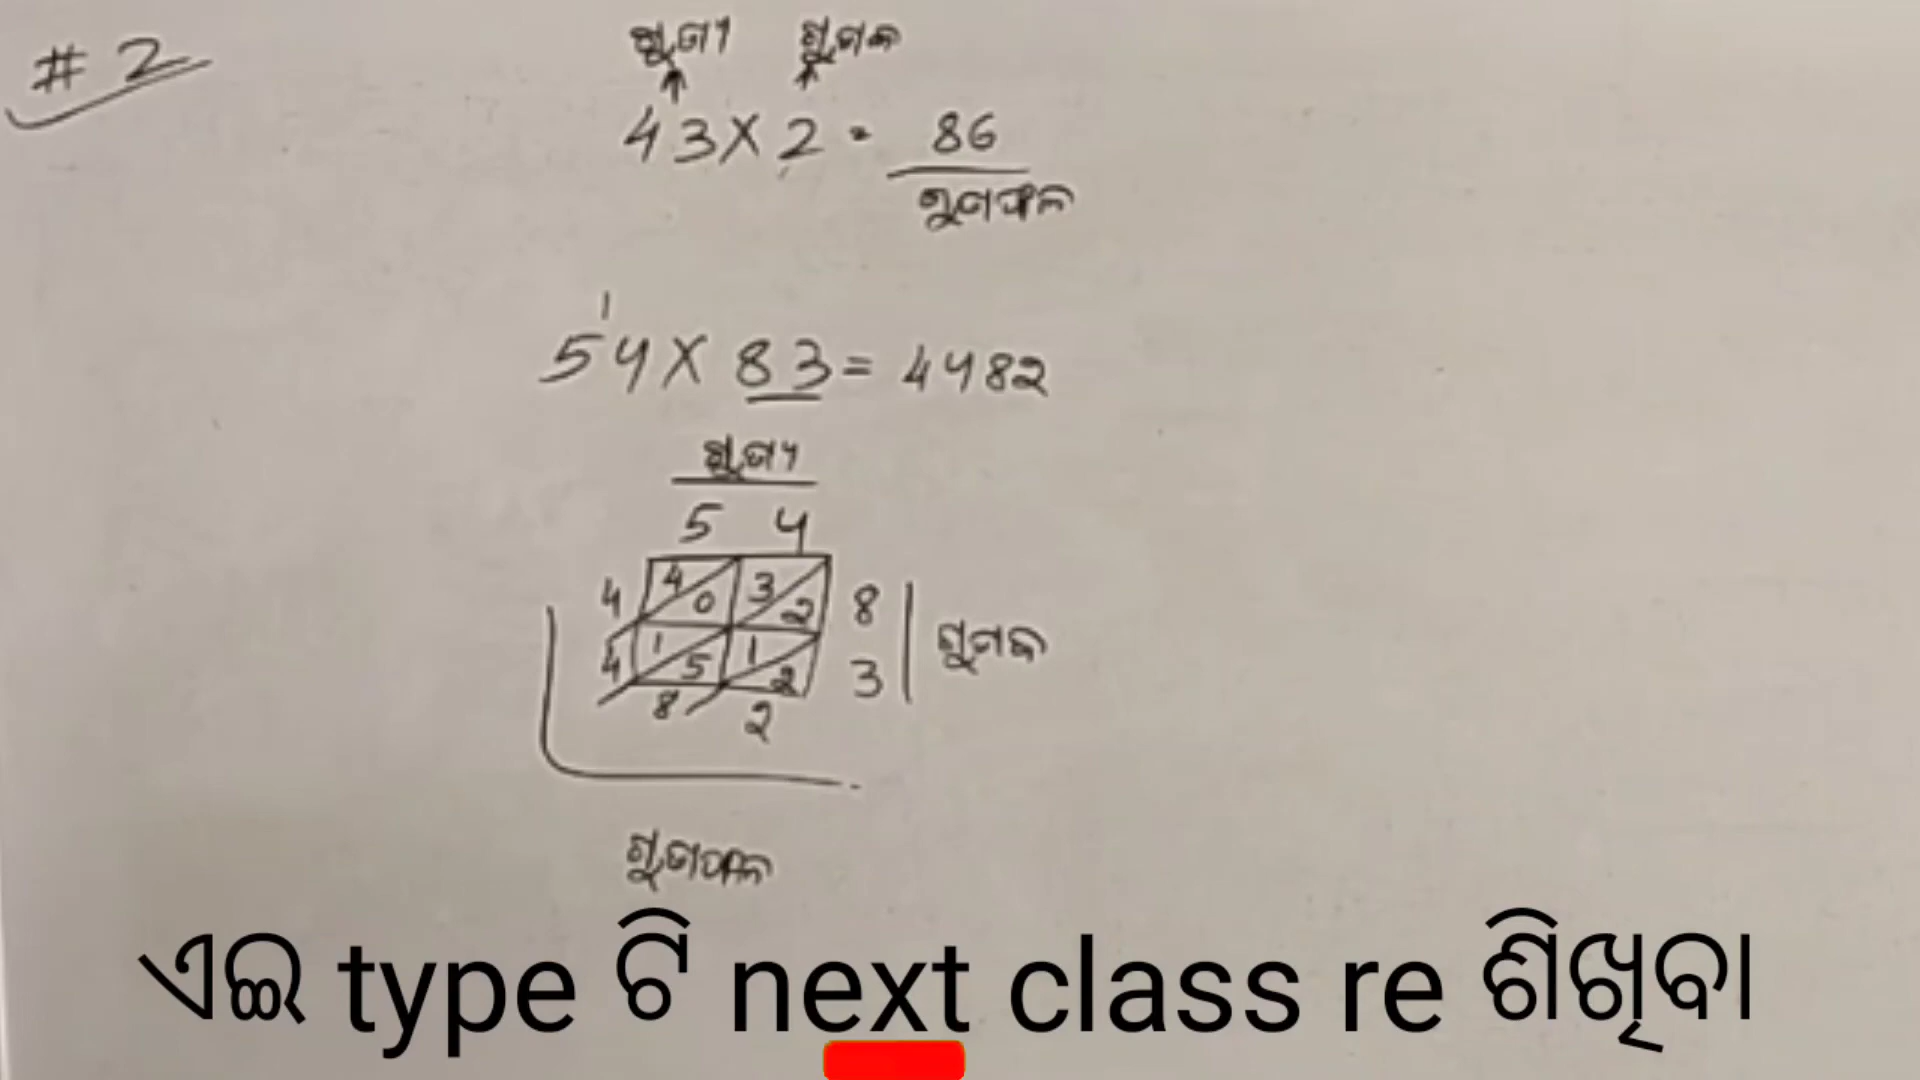 # 2
ଗୁଣ୍ୟ ଗୁଣକ
43 X 2 = 86
ଗୁଣଫଳ
1
54 X 83 = 4482
ଗୁଣ୍ୟ
5 4
4 4 0 3 2 8
4 1 5 1 2 3 ଗୁଣକ
8 2
ଗୁଣଫଳ
ଏଇ type ଟି next class re ଶିଖିବା